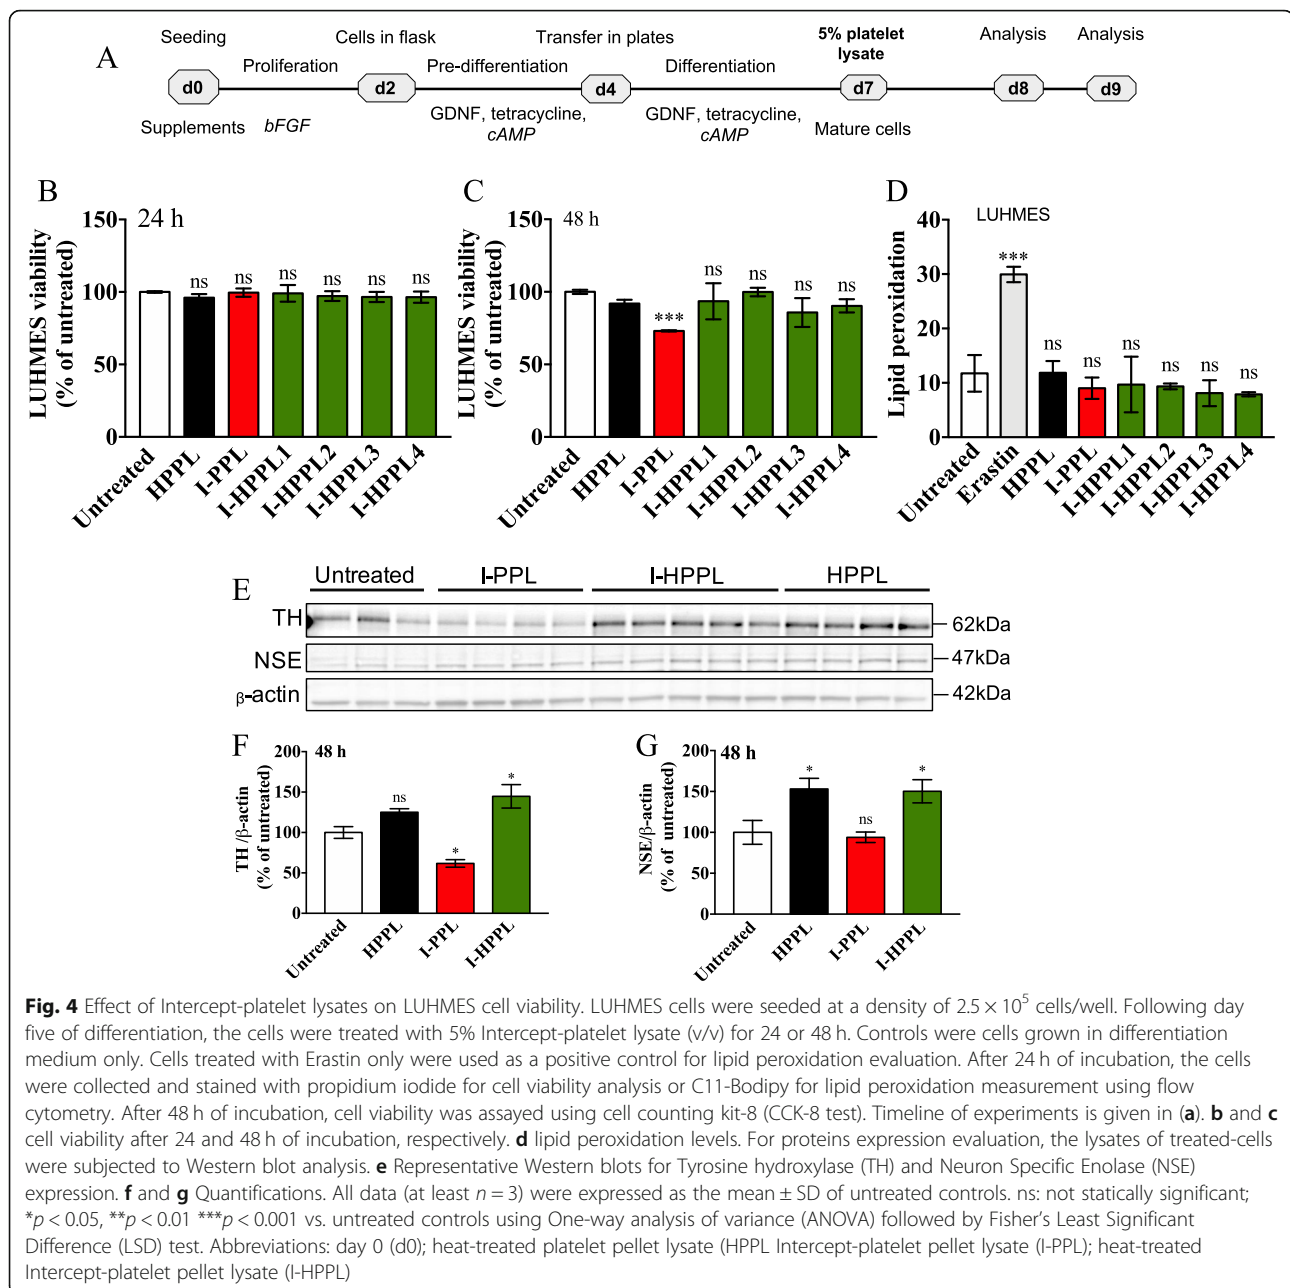 A
Seeding
Cells in flask
Transfer in plates
5% platelet
lysate
Analysis
Analysis
Proliferation
Pre-differentiation
Differentiation
d0
d2
d4
d7
d8
d9
Supplements
bFGF
GDNF, tetracycline,
cAMP
GDNF, tetracycline,
cAMP
Mature cells
B
LUHMES viability
(% of untreated)
24 h
150
100
50
0
ns
ns
ns
ns
ns
ns
Untreated
HPPL
I-PPL
I-HPPL1
I-HPPL2
I-HPPL3
I-HPPL4
C
LUHMES viability
(% of untreated)
48 h
150
100
50
0
***
ns
ns
ns
ns
Untreated
HPPL
I-PPL
I-HPPL1
I-HPPL2
I-HPPL3
I-HPPL4
D
Lipid peroxidation
LUHMES
40
30
20
10
0
***
ns
ns
ns
ns
ns
ns
Untreated
Erastin
HPPL
I-PPL
I-HPPL1
I-HPPL2
I-HPPL3
I-HPPL4
E
Untreated
I-PPL
I-HPPL
HPPL
TH
62kDa
NSE
47kDa
β-actin
42kDa
F
TH /β-actin
(% of untreated)
48 h
200
150
100
50
0
ns
*
*
Untreated
HPPL
I-PPL
I-HPPL
G
NSE/β-actin
(% of untreated)
48 h
200
150
100
50
0
*
ns
*
Untreated
HPPL
I-PPL
I-HPPL
Fig. 4 Effect of Intercept-platelet lysates on LUHMES cell viability. LUHMES cells were seeded at a density of 2.5 × 10⁵ cells/well. Following day
five of differentiation, the cells were treated with 5% Intercept-platelet lysate (v/v) for 24 or 48 h. Controls were cells grown in differentiation
medium only. Cells treated with Erastin only were used as a positive control for lipid peroxidation evaluation. After 24 h of incubation, the cells
were collected and stained with propidium iodide for cell viability analysis or C11-Bodipy for lipid peroxidation measurement using flow
cytometry. After 48 h of incubation, cell viability was assayed using cell counting kit-8 (CCK-8 test). Timeline of experiments is given in (a). b and c
cell viability after 24 and 48 h of incubation, respectively. d lipid peroxidation levels. For proteins expression evaluation, the lysates of treated-cells
were subjected to Western blot analysis. e Representative Western blots for Tyrosine hydroxylase (TH) and Neuron Specific Enolase (NSE)
expression. f and g Quantifications. All data (at least n = 3) were expressed as the mean ± SD of untreated controls. ns: not statically significant;
*p < 0.05, **p < 0.01 ***p < 0.001 vs. untreated controls using One-way analysis of variance (ANOVA) followed by Fisher's Least Significant
Difference (LSD) test. Abbreviations: day 0 (d0); heat-treated platelet pellet lysate (HPPL Intercept-platelet pellet lysate (I-PPL); heat-treated
Intercept-platelet pellet lysate (I-HPPL)